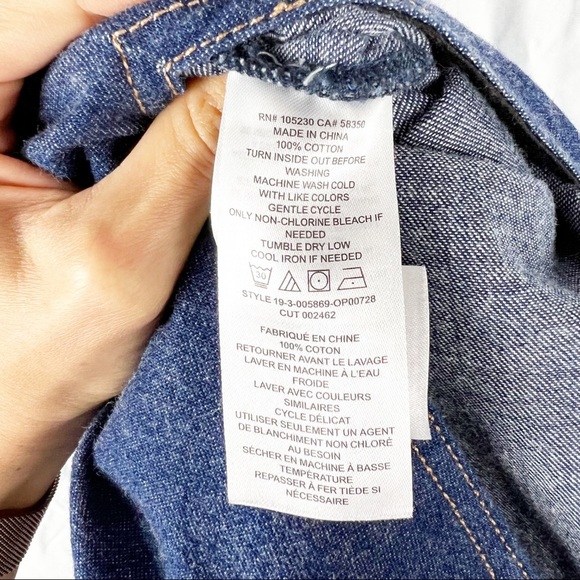 RN# 105230 CA# 58350
MADE IN CHINA
100% COTTON
TURN INSIDE OUT BEFORE
WASHING
MACHINE WASH COLD
WITH LIKE COLORS
GENTLE CYCLE
ONLY NON-CHLORINE BLEACH IF
NEEDED
TUMBLE DRY LOW
COOL IRON IF NEEDED
30
STYLE 19-3-005869-OP00728
CUT 002462
FABRIQUÉ EN CHINE
100% COTON
RETOURNER AVANT LE LAVAGE
LAVER EN MACHINE À L'EAU
FROIDE
LAVER AVEC COULEURS
SIMILAIRES
CYCLE DÉLICAT
UTILISER SEULEMENT UN AGENT
DE BLANCHIMENT NON CHLORÉ
AU BESOIN
SÉCHER EN MACHINE À BASSE
TEMPÉRATURE
REPASSER À FER TIÉDE SI
NÉCESSAIRE